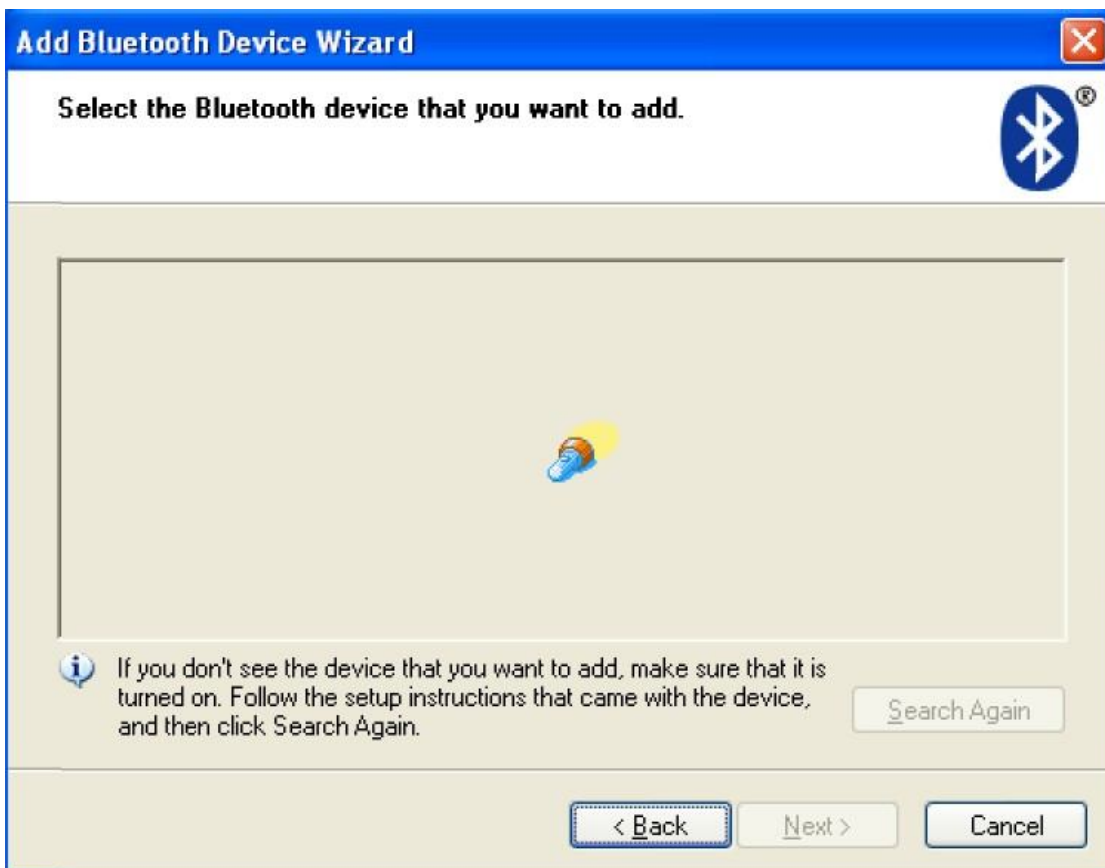 Add Bluetooth Device Wizard
Select the Bluetooth device that you want to add.
®
If you don't see the device that you want to add, make sure that it is
turned on. Follow the setup instructions that came with the device,
and then click Search Again.
Search Again
< Back
Next >
Cancel